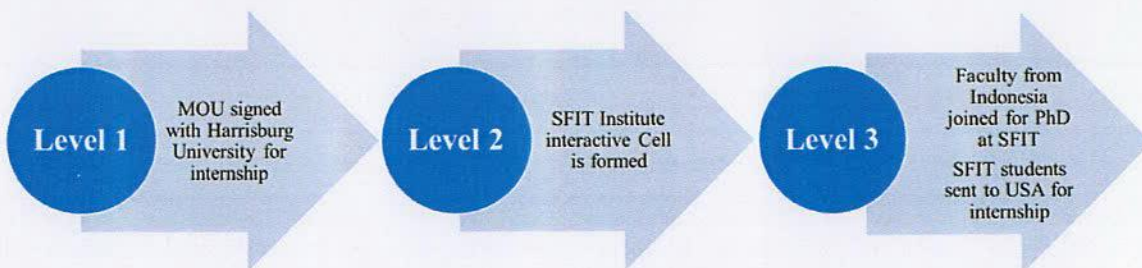 Level 1
MOU signed
with Harrisburg
University for
internship
Level 2
SFIT Institute
interactive Cell
is formed
Level 3
Faculty from
Indonesia
joined for PhD
at SFIT
SFIT students
sent to USA for
internship